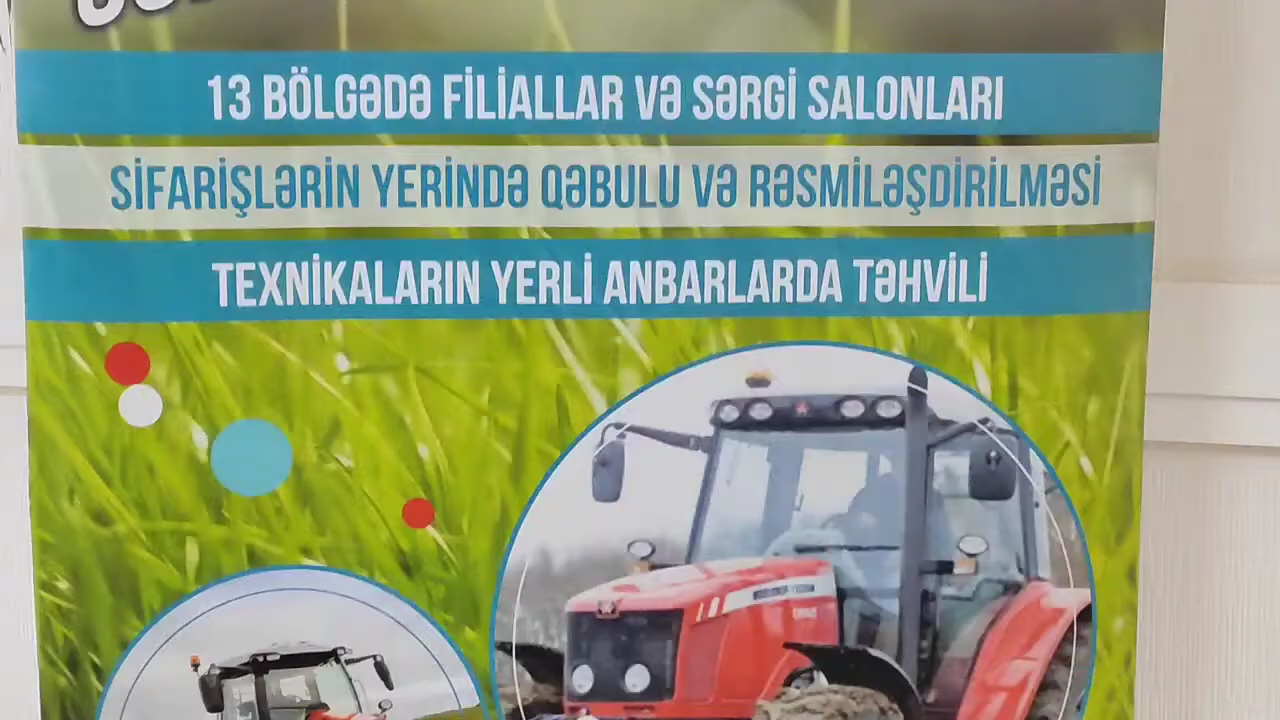 13 BÖLGƏDƏ FİLİALLAR VƏ SƏRGİ SALONLARI
SİFARİŞLƏRİN YERİNDƏ QƏBULU VƏ RƏSMİLƏŞDİRİLMƏSİ
TEXNİKALARIN YERLİ ANBARLARDA TƏHVİLİ